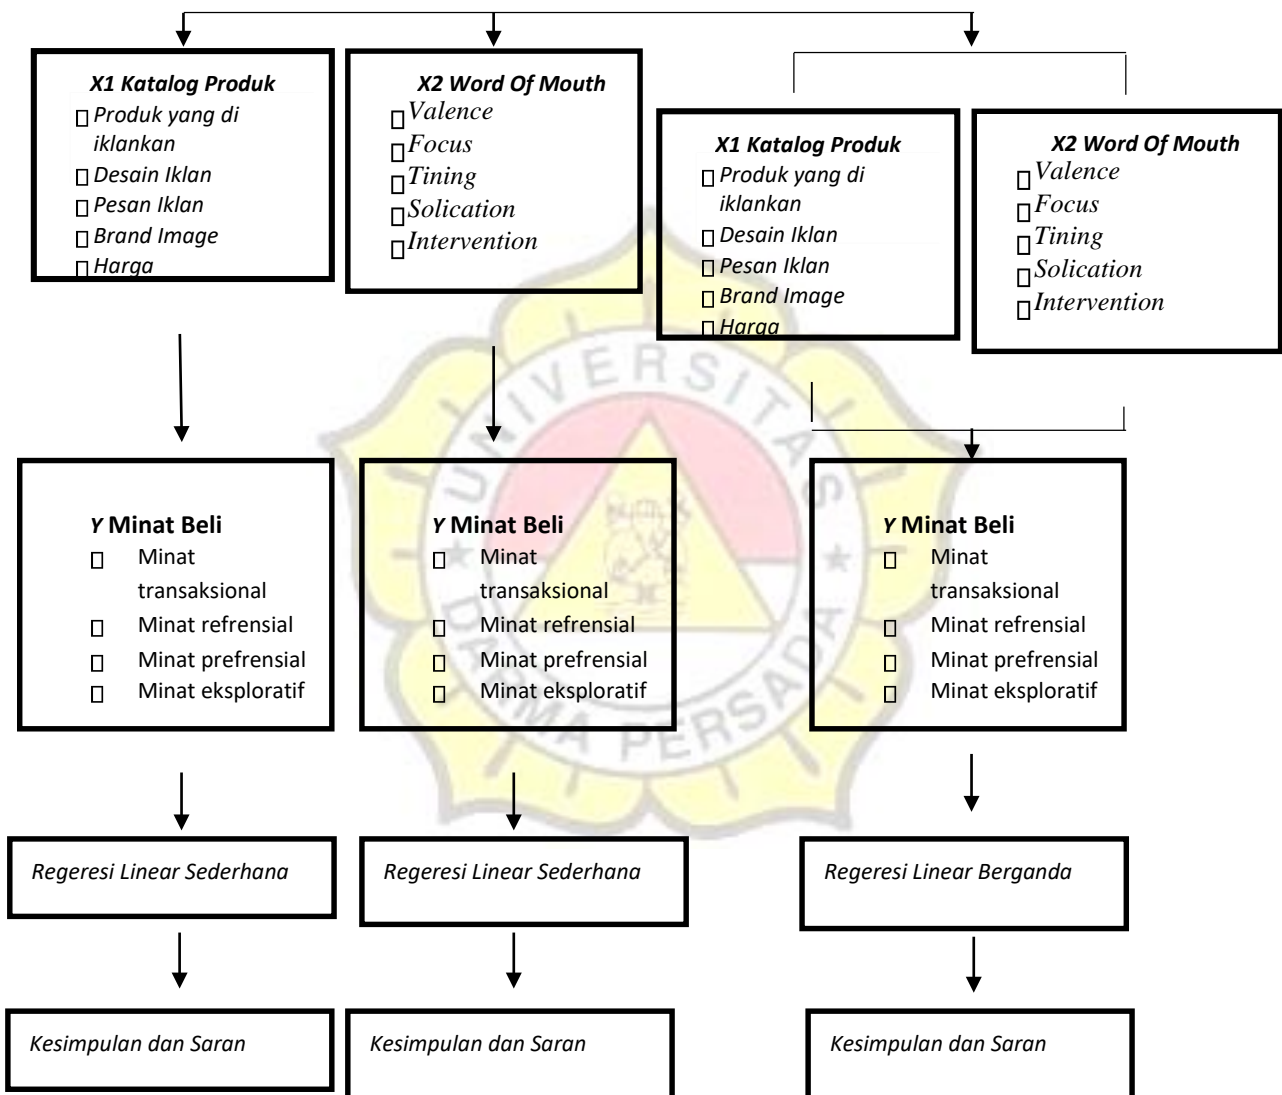 X1 Katalog Produk
Produk yang di
iklankan
Desain Iklan
Pesan Iklan
Brand Image
Harga
X2 Word Of Mouth
Valence
Focus
Tining
Solication
Intervention
X1 Katalog Produk
Produk yang di
iklankan
Desain Iklan
Pesan Iklan
Brand Image
Harga
X2 Word Of Mouth
Valence
Focus
Tining
Solication
Intervention
Y Minat Beli
Minat
transaksional
Minat refrensial
Minat prefrensial
Minat eksploratif
Y Minat Beli
Minat
transaksional
Minat refrensial
Minat prefrensial
Minat eksploratif
Y Minat Beli
Minat
transaksional
Minat refrensial
Minat prefrensial
Minat eksploratif
Regeresi Linear Sederhana
Regeresi Linear Sederhana
Regeresi Linear Berganda
Kesimpulan dan Saran
Kesimpulan dan Saran
Kesimpulan dan Saran
UNIVERSITAS
DARMA PERSADA